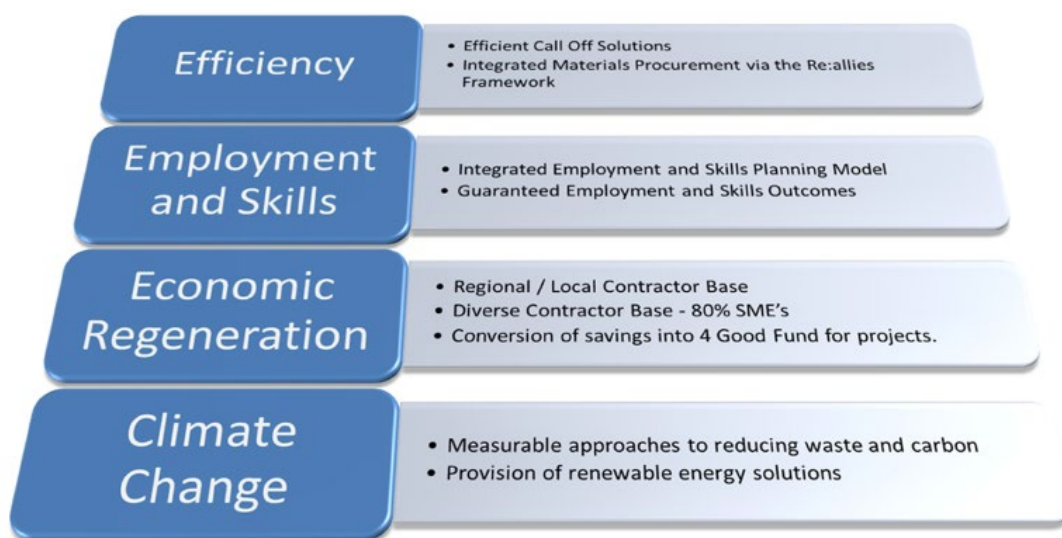 Efficiency
• Efficient Call Off Solutions
• Integrated Materials Procurement via the Re:allies
Framework
Employment
and Skills
• Integrated Employment and Skills Planning Model
• Guaranteed Employment and Skills Outcomes
Economic
Regeneration
• Regional / Local Contractor Base
• Diverse Contractor Base - 80% SME's
• Conversion of savings into 4 Good Fund for projects.
Climate
Change
• Measurable approaches to reducing waste and carbon
• Provision of renewable energy solutions